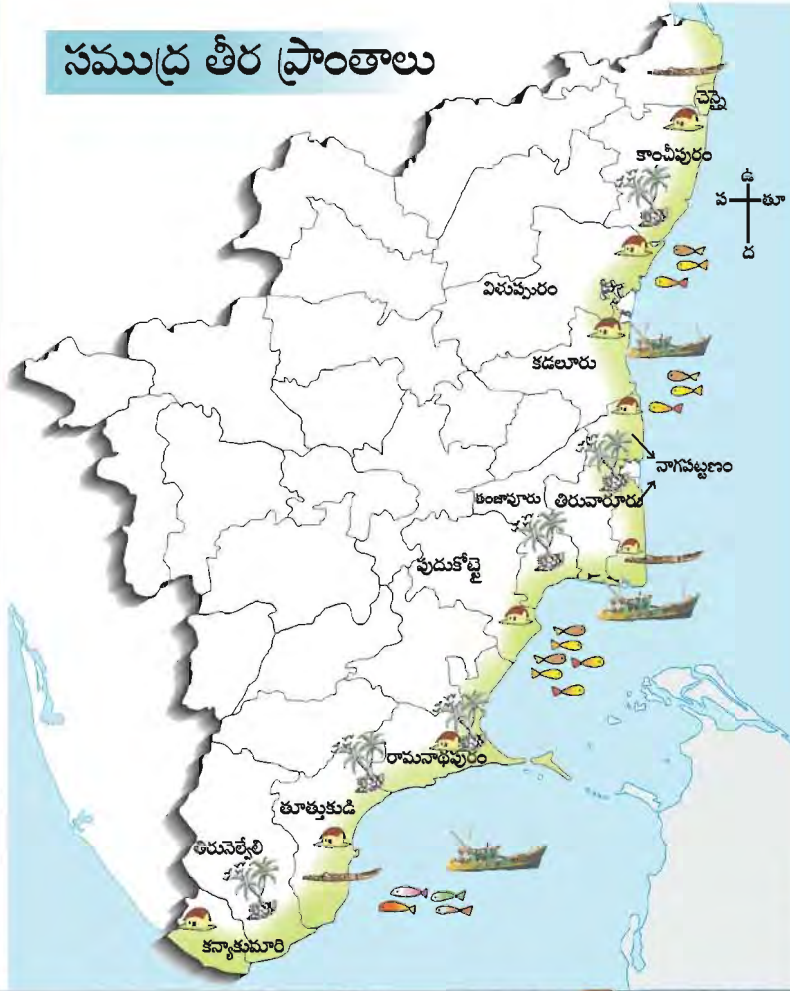 సముద్ర తీర ప్రాంతాలు
చెన్నై
కాంచీపురం
ఉ
ప
తూ
ద
విళుప్పురం
కడలూరు
నాగపట్టణం
తంజావూరు
తిరువారూరు
పుదుకోట్టై
రామనాథపురం
తూత్తుకుడి
తిరునెల్వేలి
కన్యాకుమారి